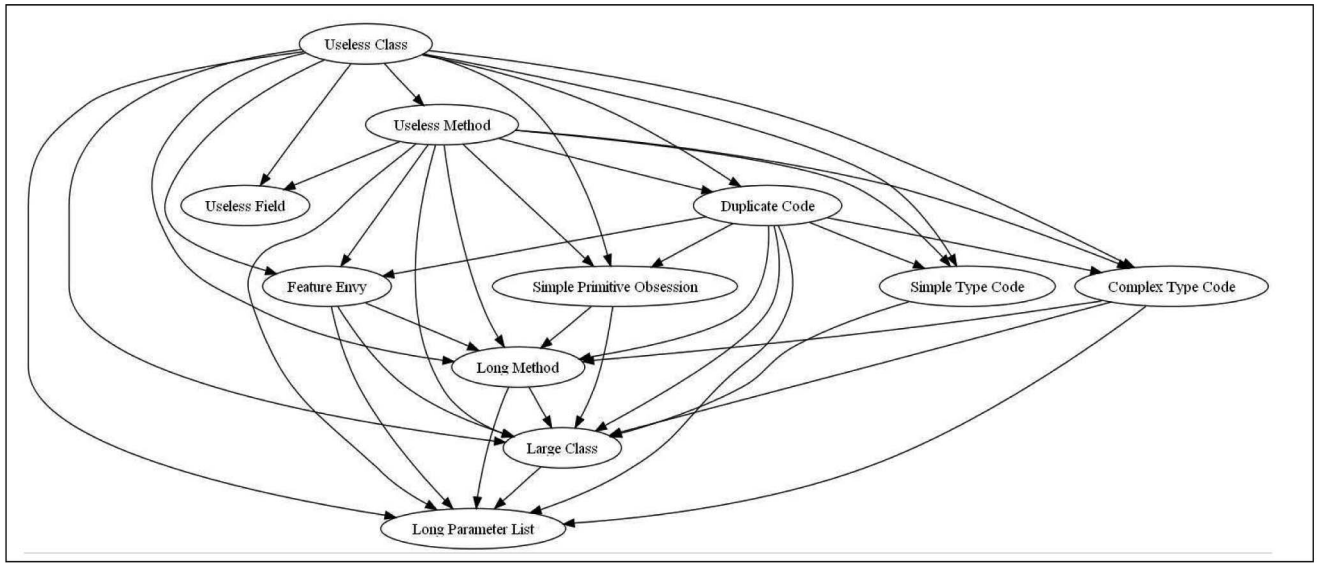 Useless Class
Useless Method
Useless Field
Duplicate Code
Feature Envy
Simple Primitive Obsession
Simple Type Code
Complex Type Code
Long Method
Large Class
Long Parameter List